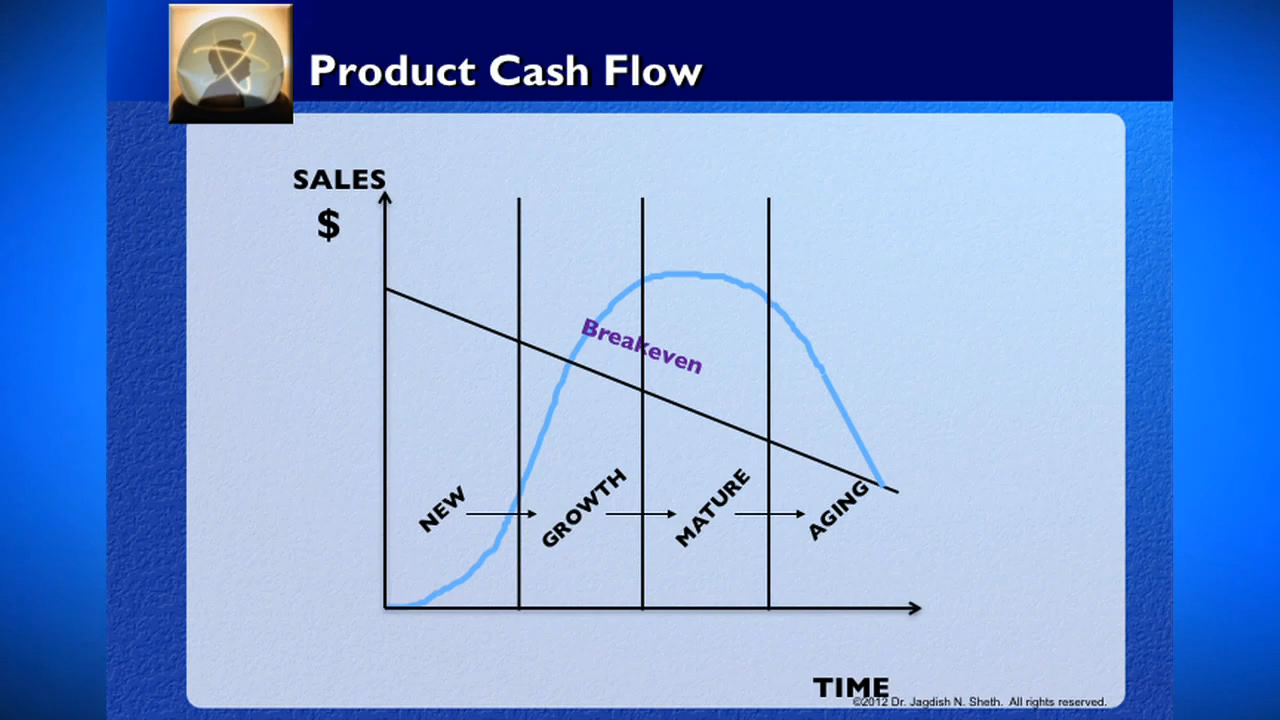 Product Cash Flow
SALES
$
Breakeven
NEW
GROWTH
MATURE
AGING
TIME
©2012 Dr. Jagdish N. Sheth. All rights reserved.